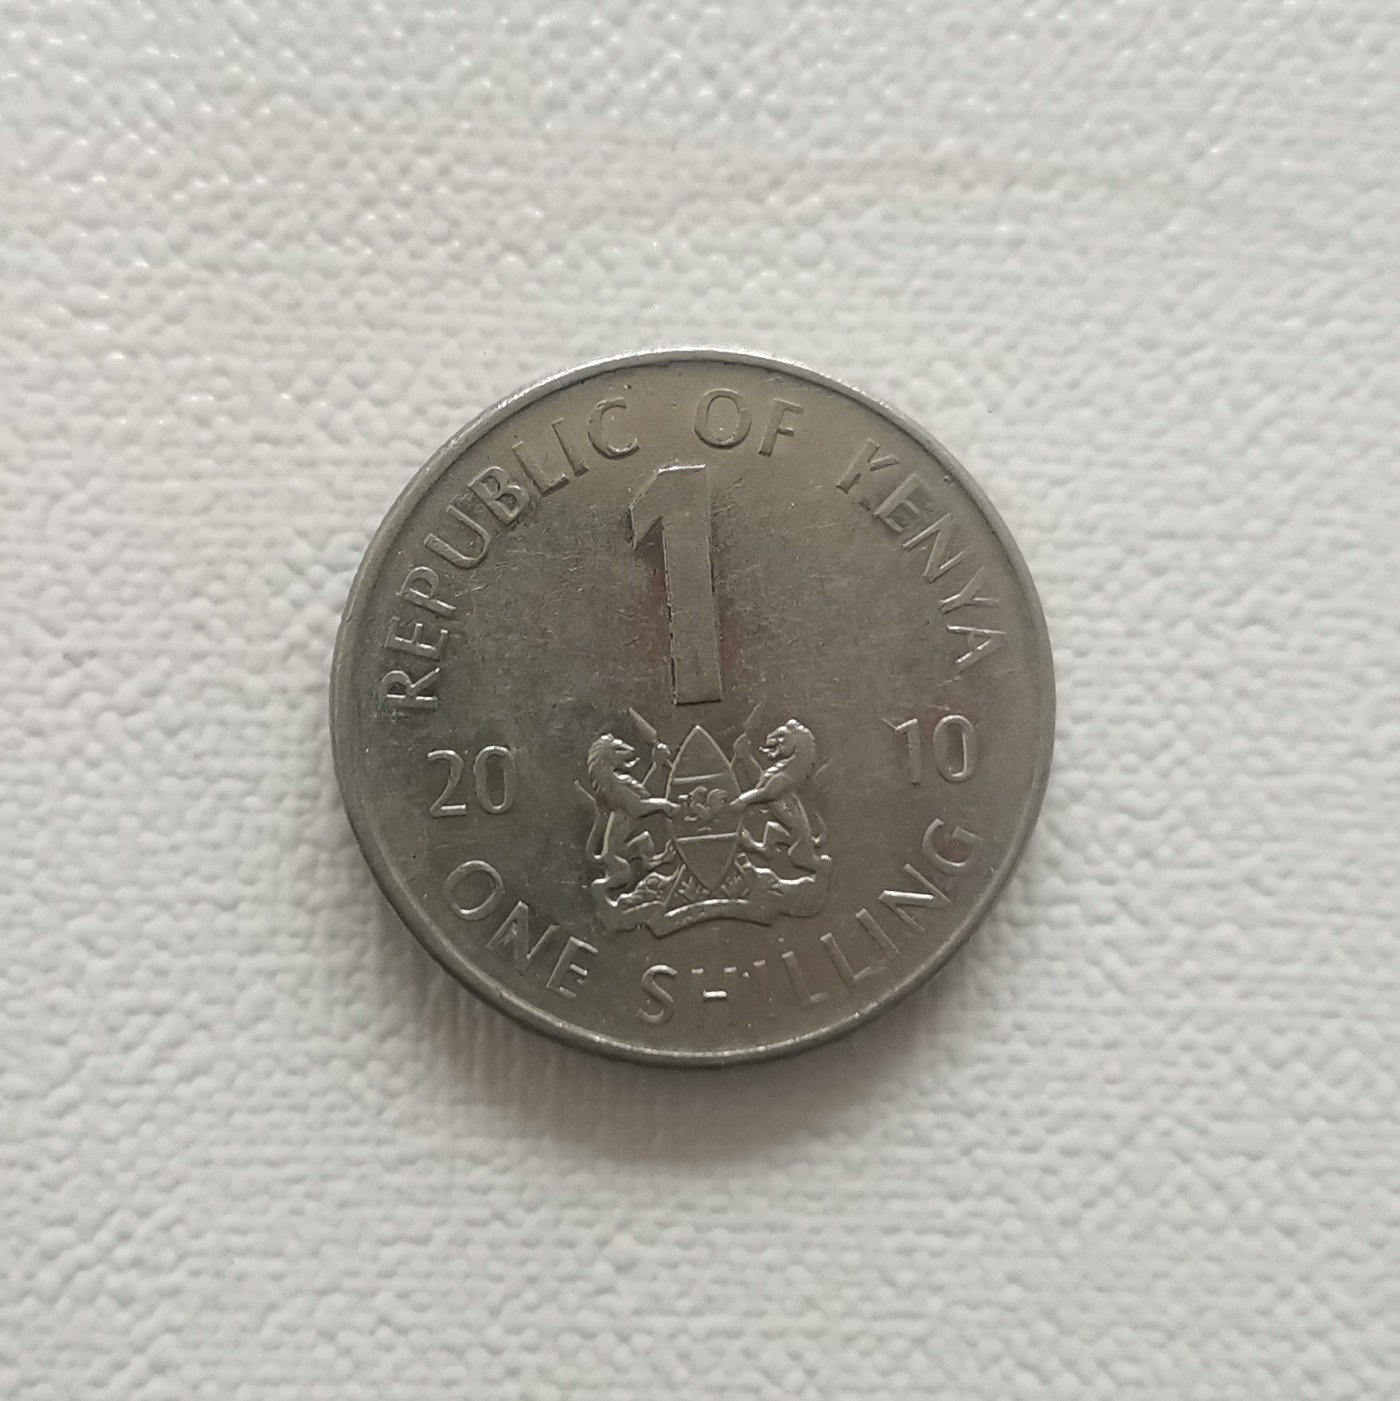 REPUBLIC OF KENYA
1
20 10
ONE SHILLING